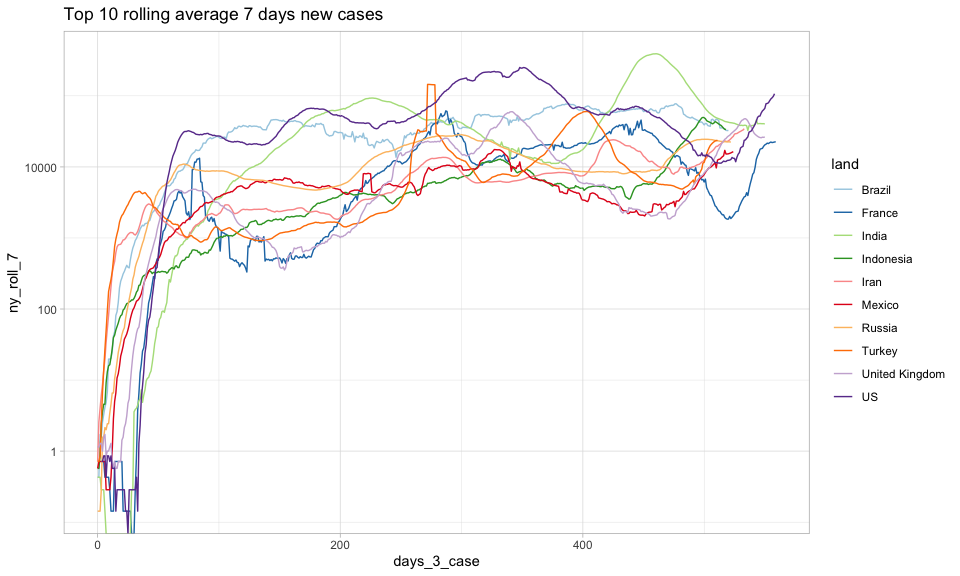 Top 10 rolling average 7 days new cases
ny_roll_7
10000
100
1
0
200
400
days_3_case
land
Brazil
France
India
Indonesia
Iran
Mexico
Russia
Turkey
United Kingdom
US